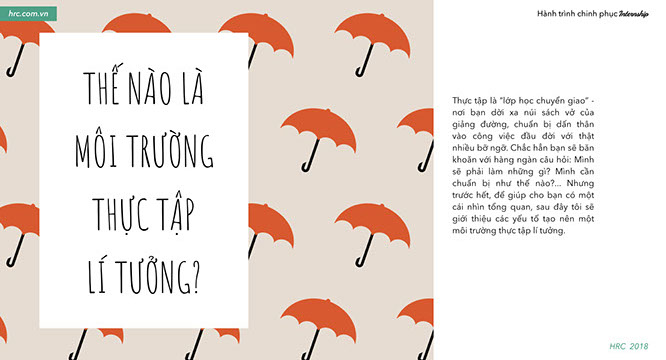 hrc.com.vn
Hành trình chinh phục Internship
THẾ NÀO LÀ
MÔI TRƯỜNG
THỰC TẬP
LÍ TƯỞNG?
Thực tập là “lớp học chuyển giao” -
nơi bạn dời xa núi sách vở của
giảng đường, chuẩn bị dấn thân
vào công việc đầu đời với thật
nhiều bỡ ngỡ. Chắc hẳn bạn sẽ băn
khoăn với hàng ngàn câu hỏi: Mình
sẽ phải làm những gì? Mình cần
chuẩn bị như thế nào?... Nhưng
trước hết, để giúp cho bạn có một
cái nhìn tổng quan, sau đây tôi sẽ
giới thiệu các yếu tố tạo nên một
môi trường thực tập lí tưởng.
HRC 2018